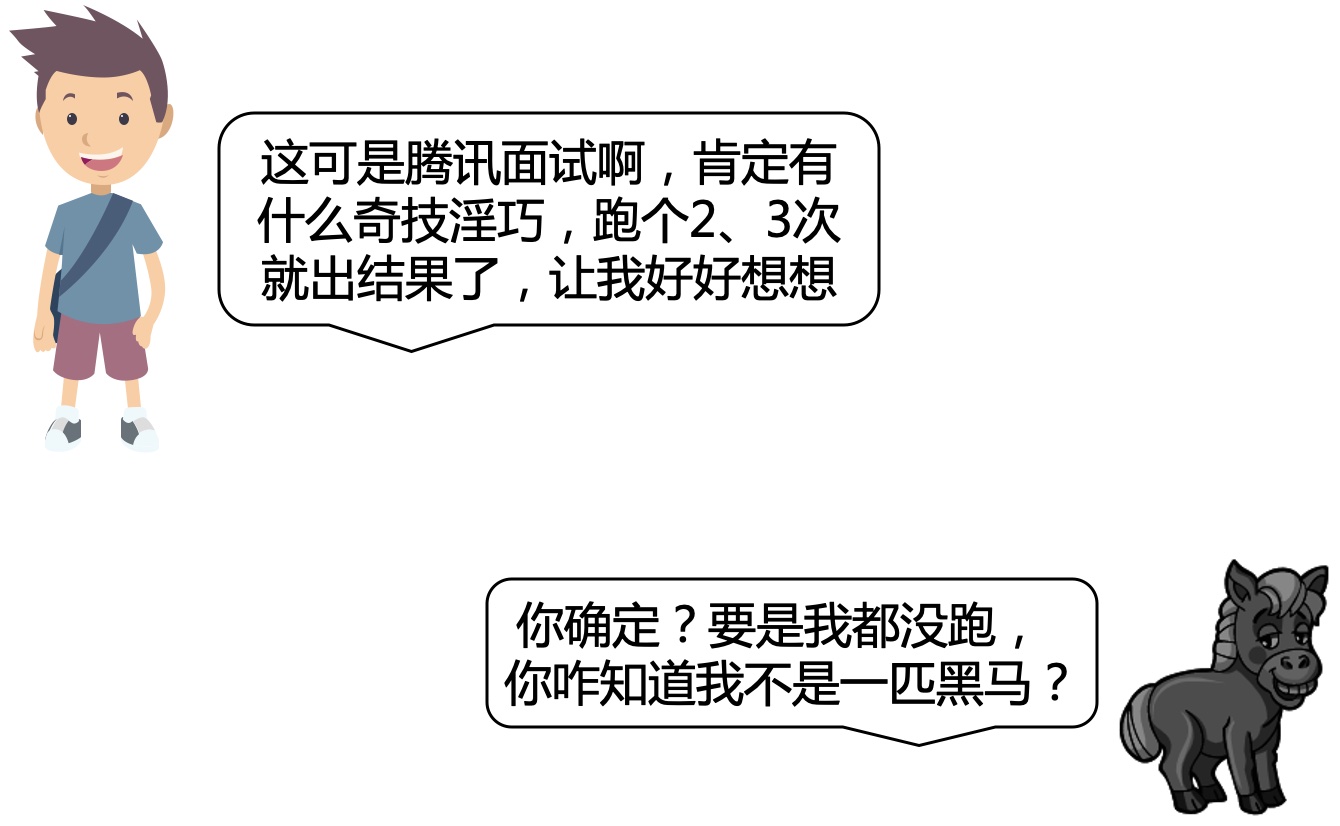 这可是腾讯面试啊，肯定有
什么奇技淫巧，跑个2、3次
就出结果了，让我好好想想
你确定？要是我都没跑，
你咋知道我不是一匹黑马？